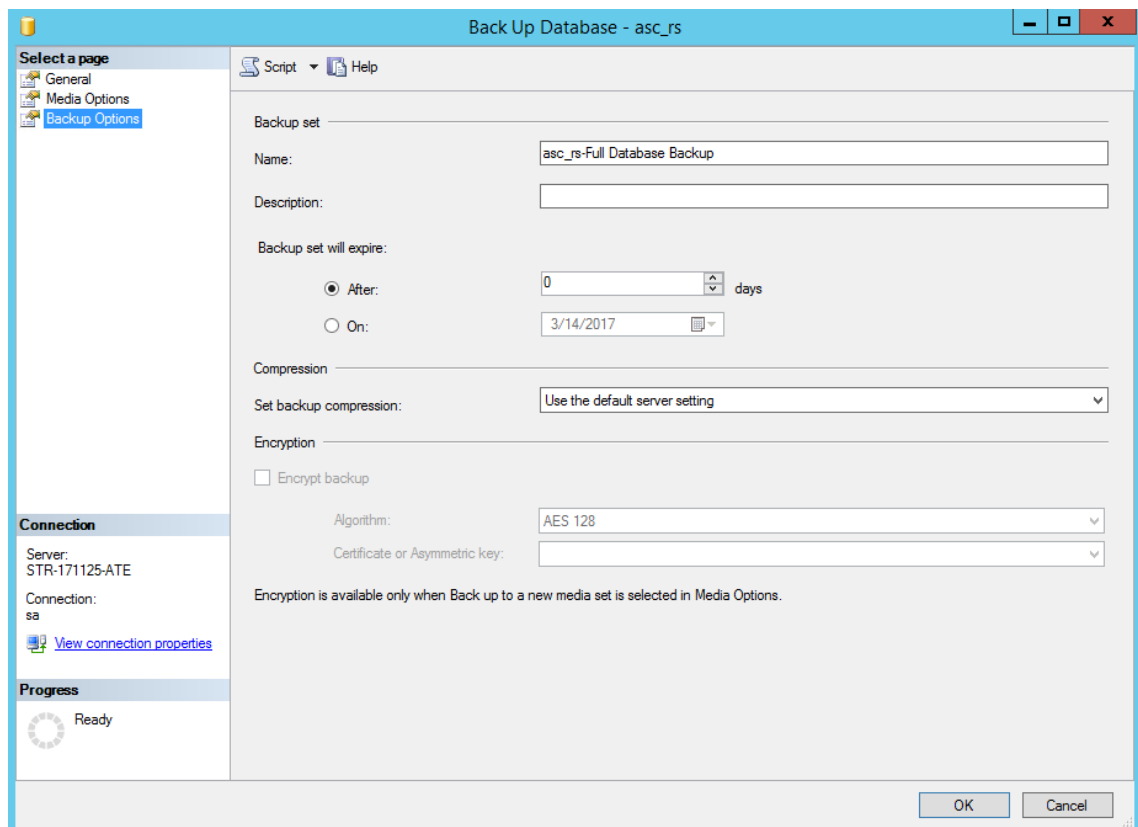 Back Up Database - asc_rs
Select a page
General
Media Options
Backup Options
Script
Help
Backup set
Name:
asc_rs-Full Database Backup
Description:
Backup set will expire:
After:
0
days
On:
3/14/2017
Compression
Set backup compression:
Use the default server setting
Encryption
Encrypt backup
Algorithm:
AES 128
Certificate or Asymmetric key:
Encryption is available only when Back up to a new media set is selected in Media Options.
Connection
Server:
STR-171125-ATE
Connection:
sa
View connection properties
Progress
Ready
OK
Cancel